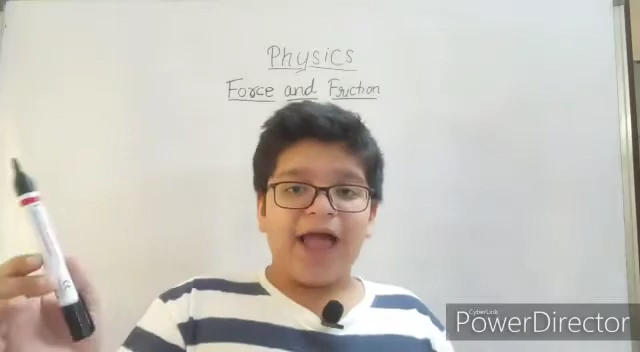 Physics
Force and Friction
CyberLink
PowerDirector